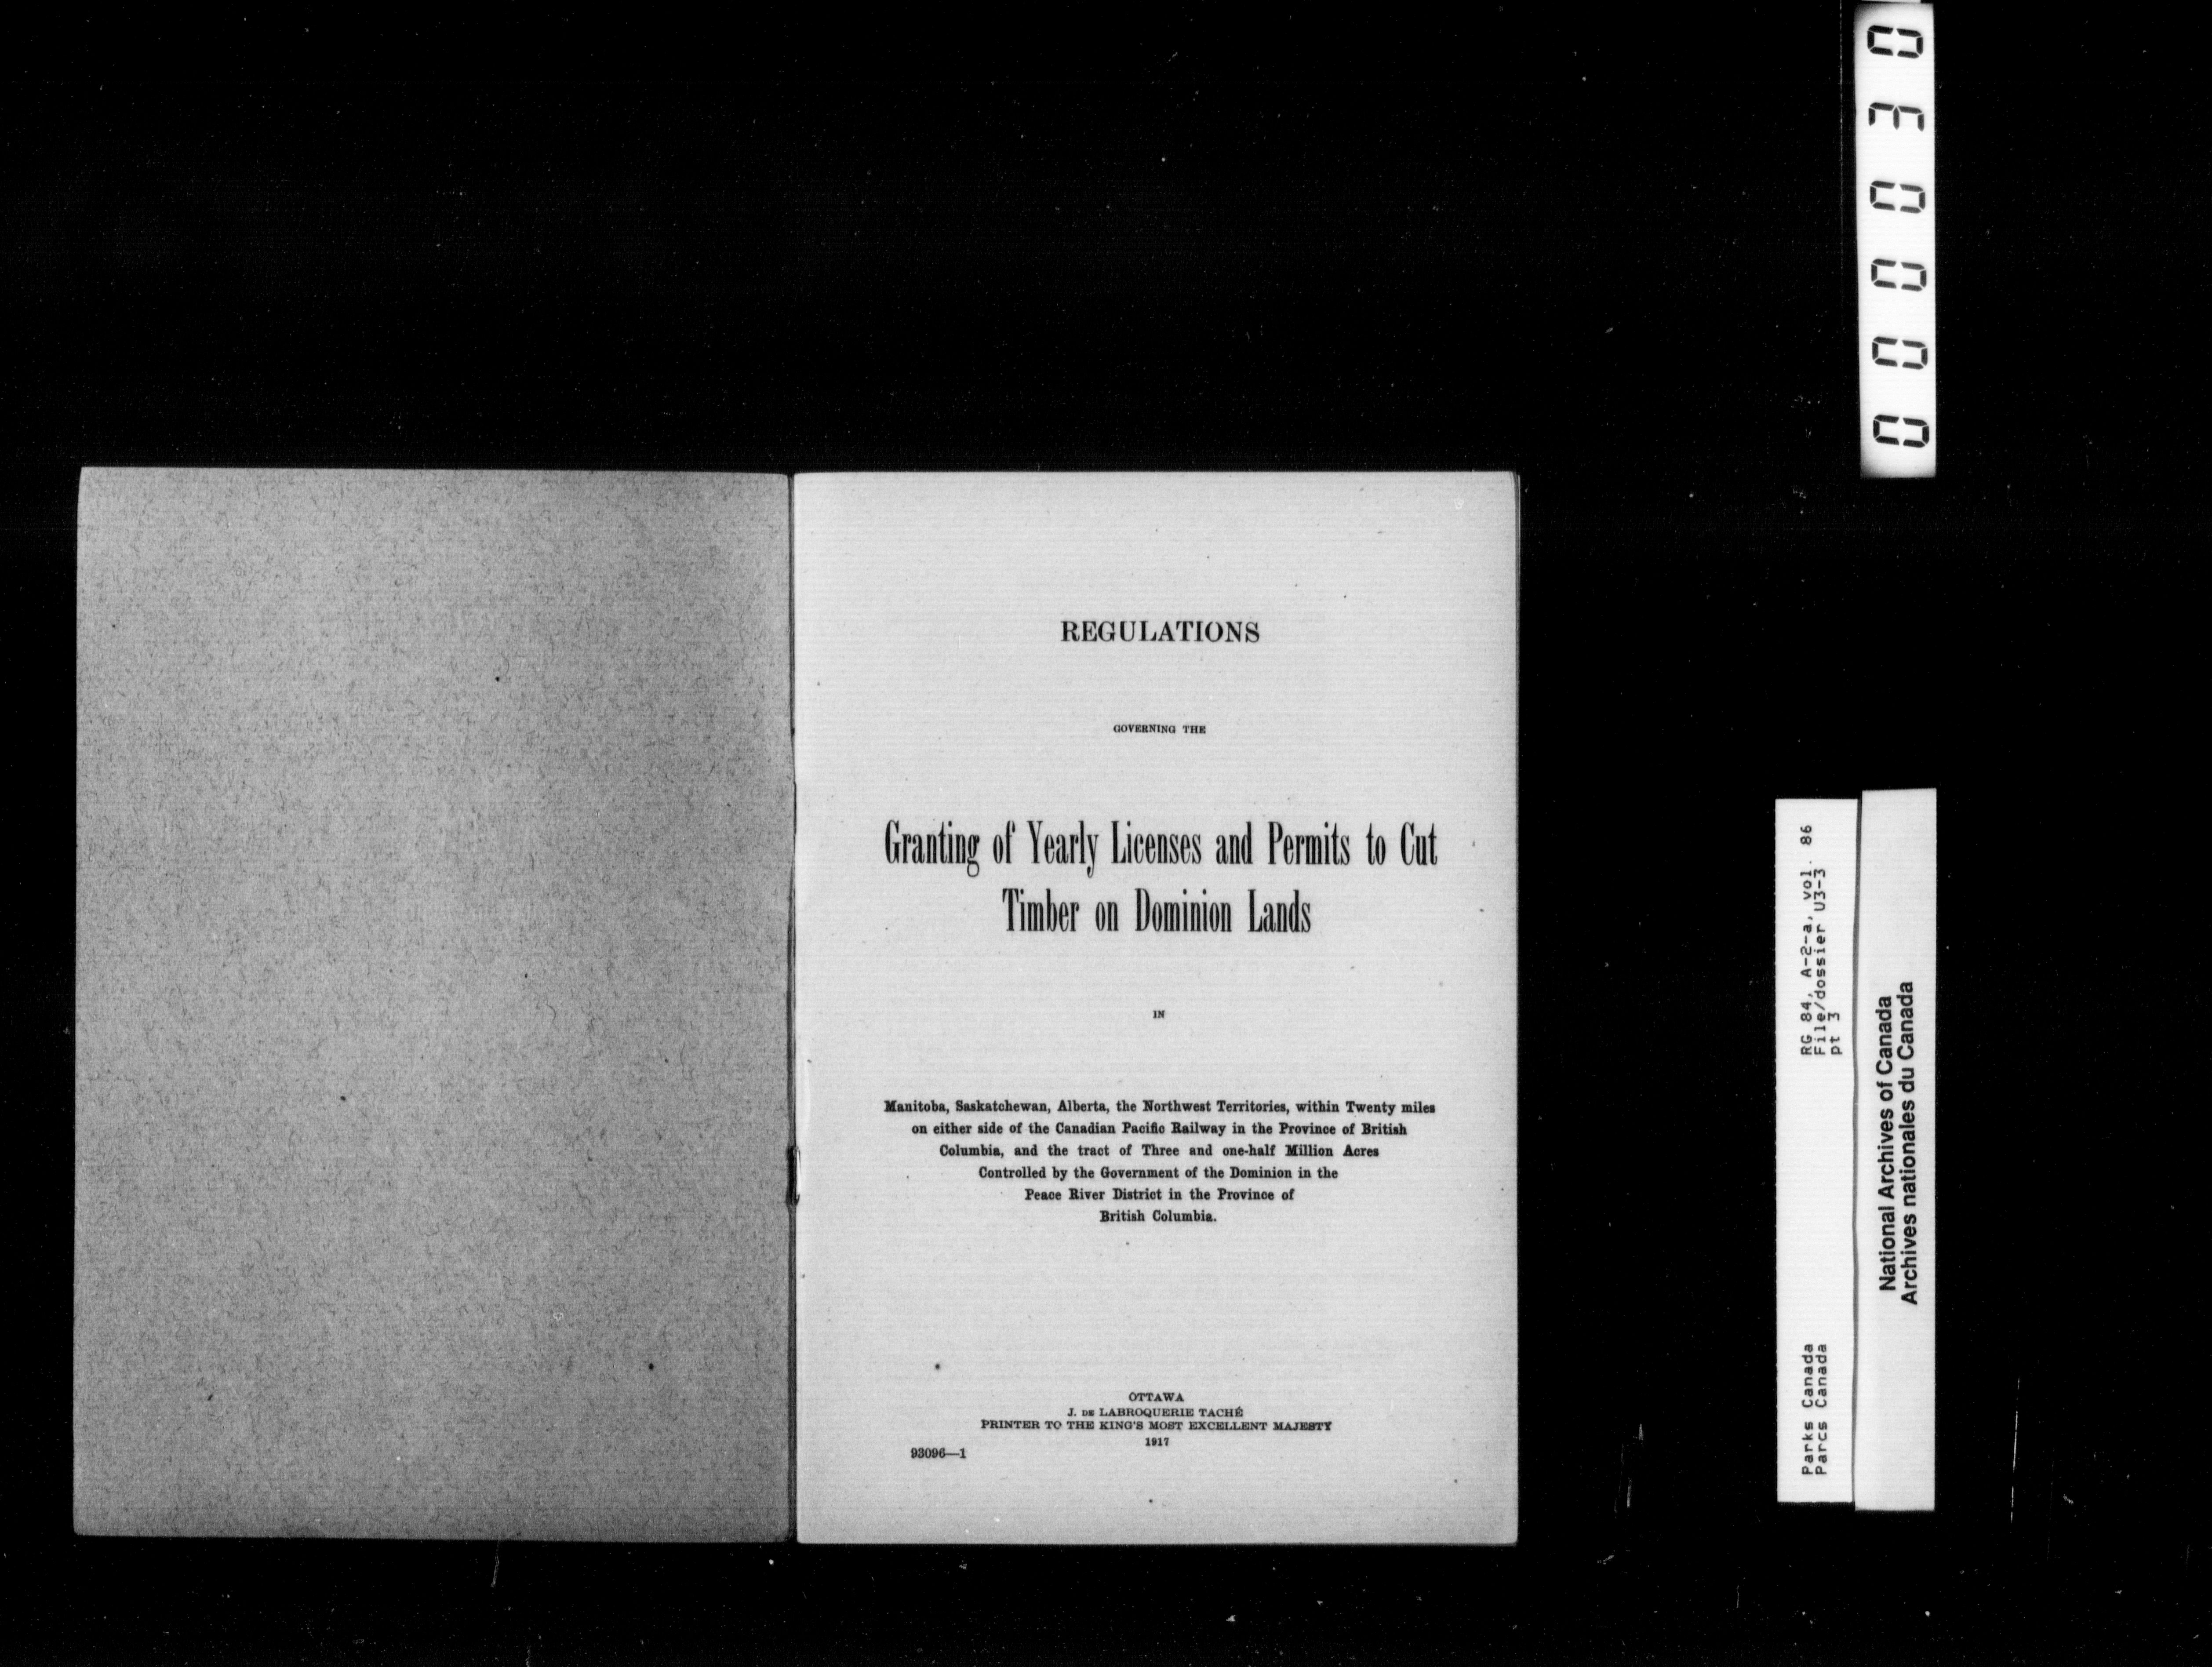 REGULATIONS
GOVERNING THE
Granting of Yearly Licenses and Permits to Cut
Timber on Dominion Lands
IN
Manitoba, Saskatchewan, Alberta, the Northwest Territories, within Twenty miles
on either side of the Canadian Pacific Railway in the Province of British
Columbia, and the tract of Three and one-half Million Acres
Controlled by the Government of the Dominion in the
Peace River District in the Province of
British Columbia.
OTTAWA
J. DE LABROQUERIE TACHÉ
PRINTER TO THE KING'S MOST EXCELLENT MAJESTY
1917
93096—1
000030
Parks Canada RG 84, A-2-a, vol. 86
Parcs Canada File/dossier U3-3
pt 3
National Archives of Canada
Archives nationales du Canada